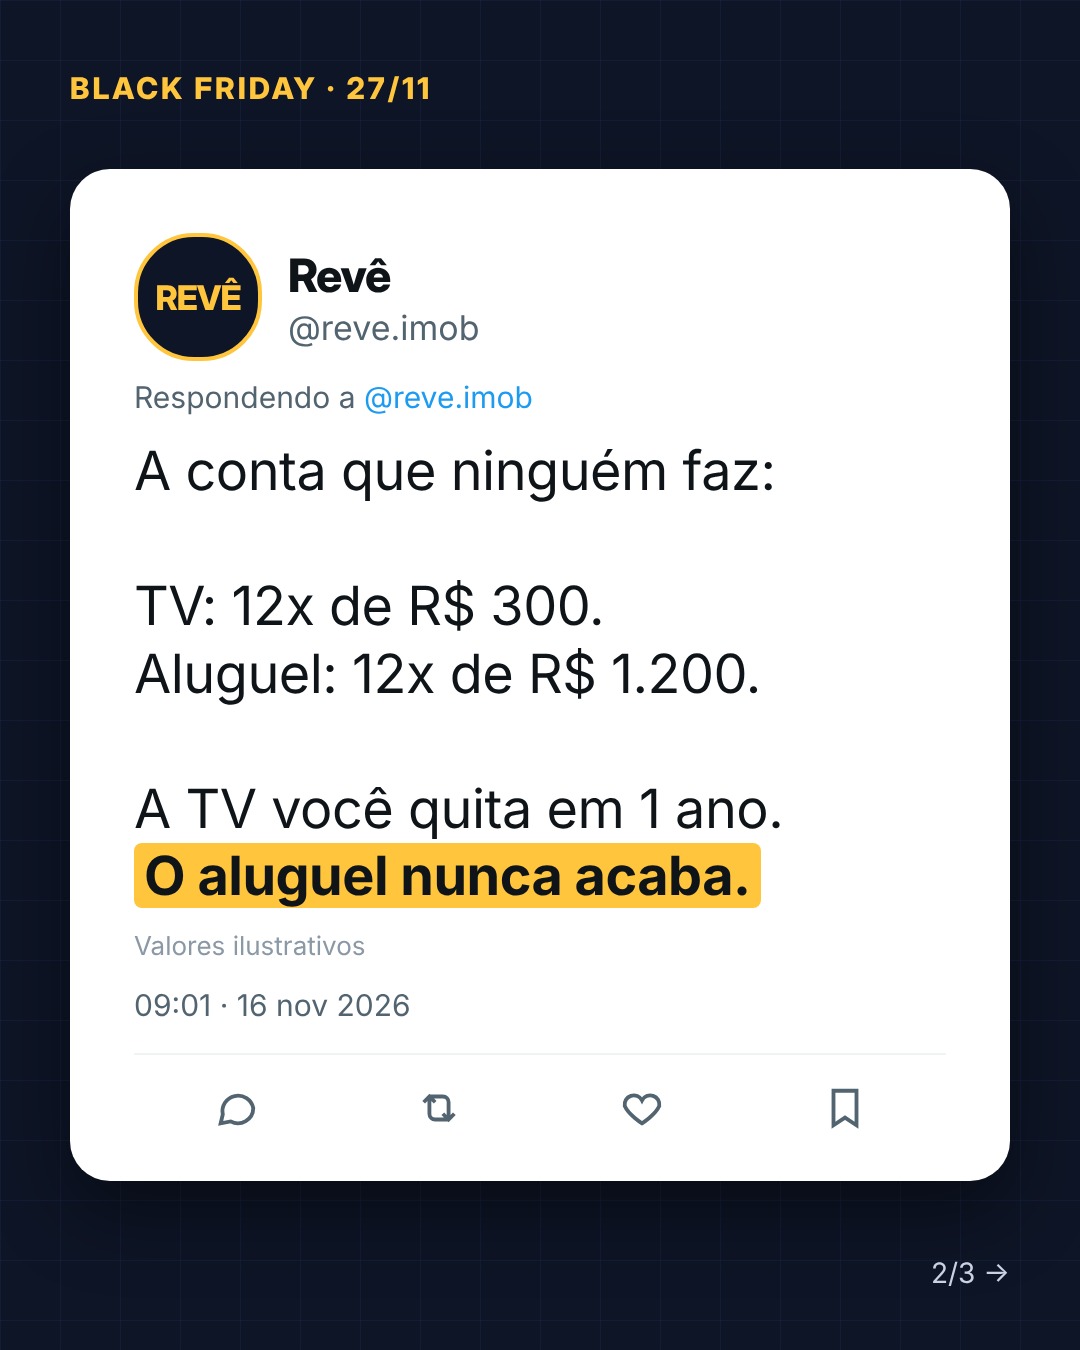 BLACK FRIDAY · 27/11
REVÊ
Revê
@reve.imob
Respondendo a @reve.imob
A conta que ninguém faz:
TV: 12x de R$ 300.
Aluguel: 12x de R$ 1.200.
A TV você quita em 1 ano.
O aluguel nunca acaba.
Valores ilustrativos
09:01 · 16 nov 2026
2/3 →